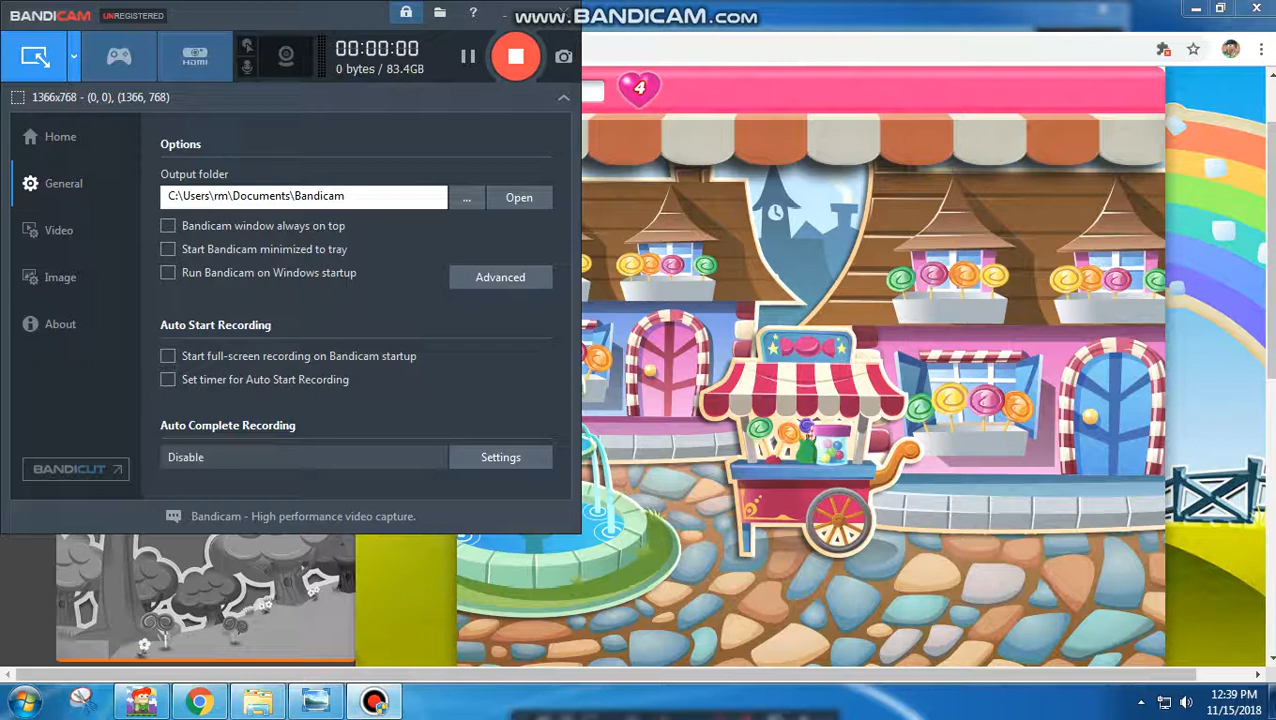 BANDICAM UNREGISTERED
www.BANDICAM.com
HDMI
00:00:00
0 bytes / 83.4GB
1366x768 - (0, 0), (1366, 768)
4
Home
General
Video
Image
About
BANDICUT
Options
Output folder
C:\Users\rm\Documents\Bandicam
...
Open
Bandicam window always on top
Start Bandicam minimized to tray
Run Bandicam on Windows startup
Advanced
Auto Start Recording
Start full-screen recording on Bandicam startup
Set timer for Auto Start Recording
Auto Complete Recording
Disable
Settings
Bandicam - High performance video capture.
12:39 PM
11/15/2018